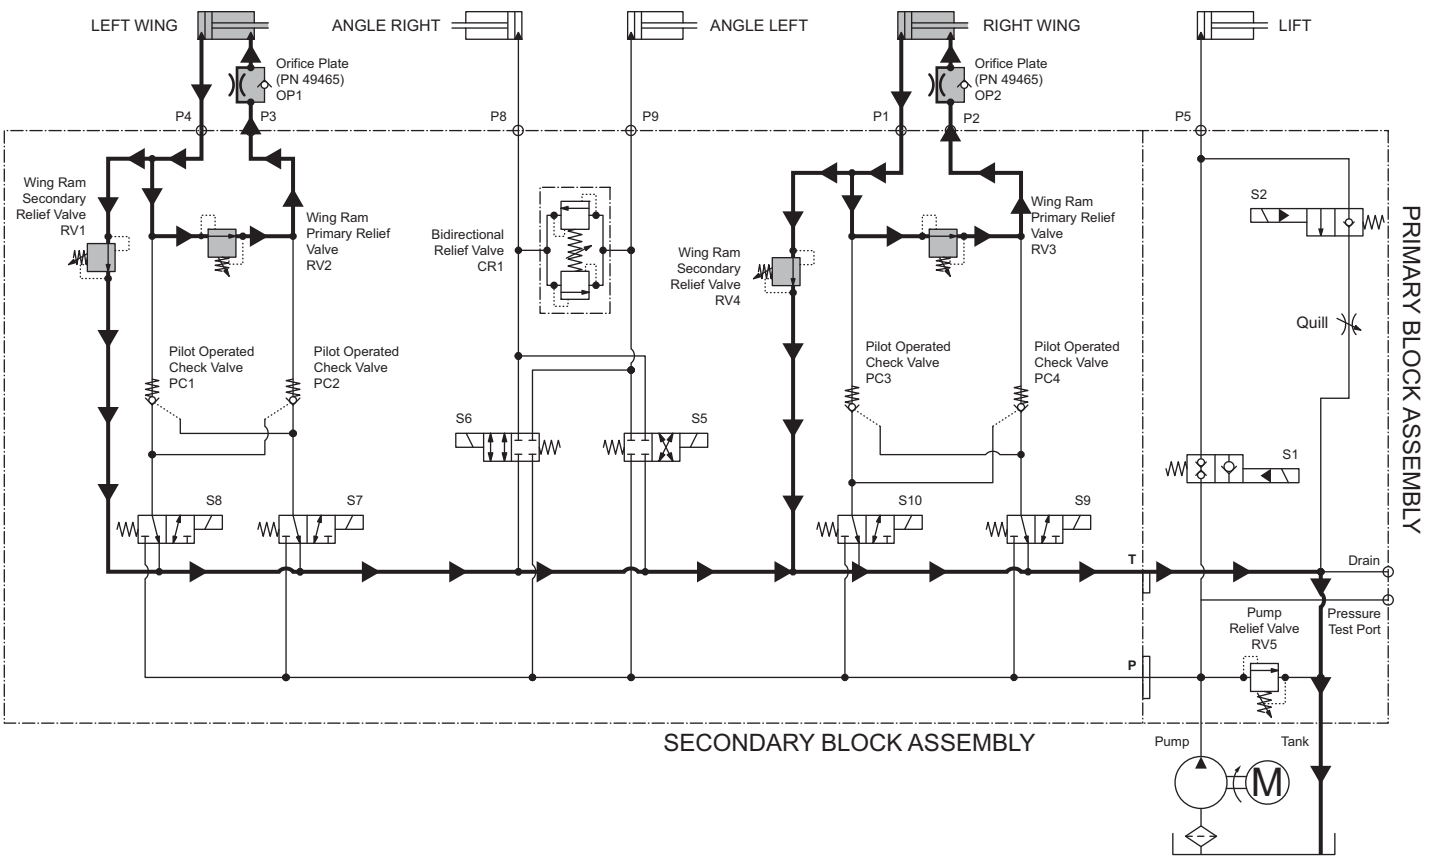 LEFT WING
ANGLE RIGHT
ANGLE LEFT
RIGHT WING
LIFT
Orifice Plate
(PN 49465)
OP1
Orifice Plate
(PN 49465)
OP2
P4
P3
P8
P9
P1
P2
P5
Wing Ram
Secondary
Relief Valve
RV1
Wing Ram
Primary Relief
Valve
RV2
Bidirectional
Relief Valve
CR1
Wing Ram
Secondary
Relief Valve
RV4
Wing Ram
Primary Relief
Valve
RV3
S2
Quill
PRIMARY BLOCK ASSEMBLY
Pilot Operated
Check Valve
PC1
Pilot Operated
Check Valve
PC2
Pilot Operated
Check Valve
PC3
Pilot Operated
Check Valve
PC4
S6
S5
S1
S8
S7
S10
S9
T
Drain
Pressure
Test Port
Pump
Relief Valve
RV5
P
SECONDARY BLOCK ASSEMBLY
Pump
Tank
M